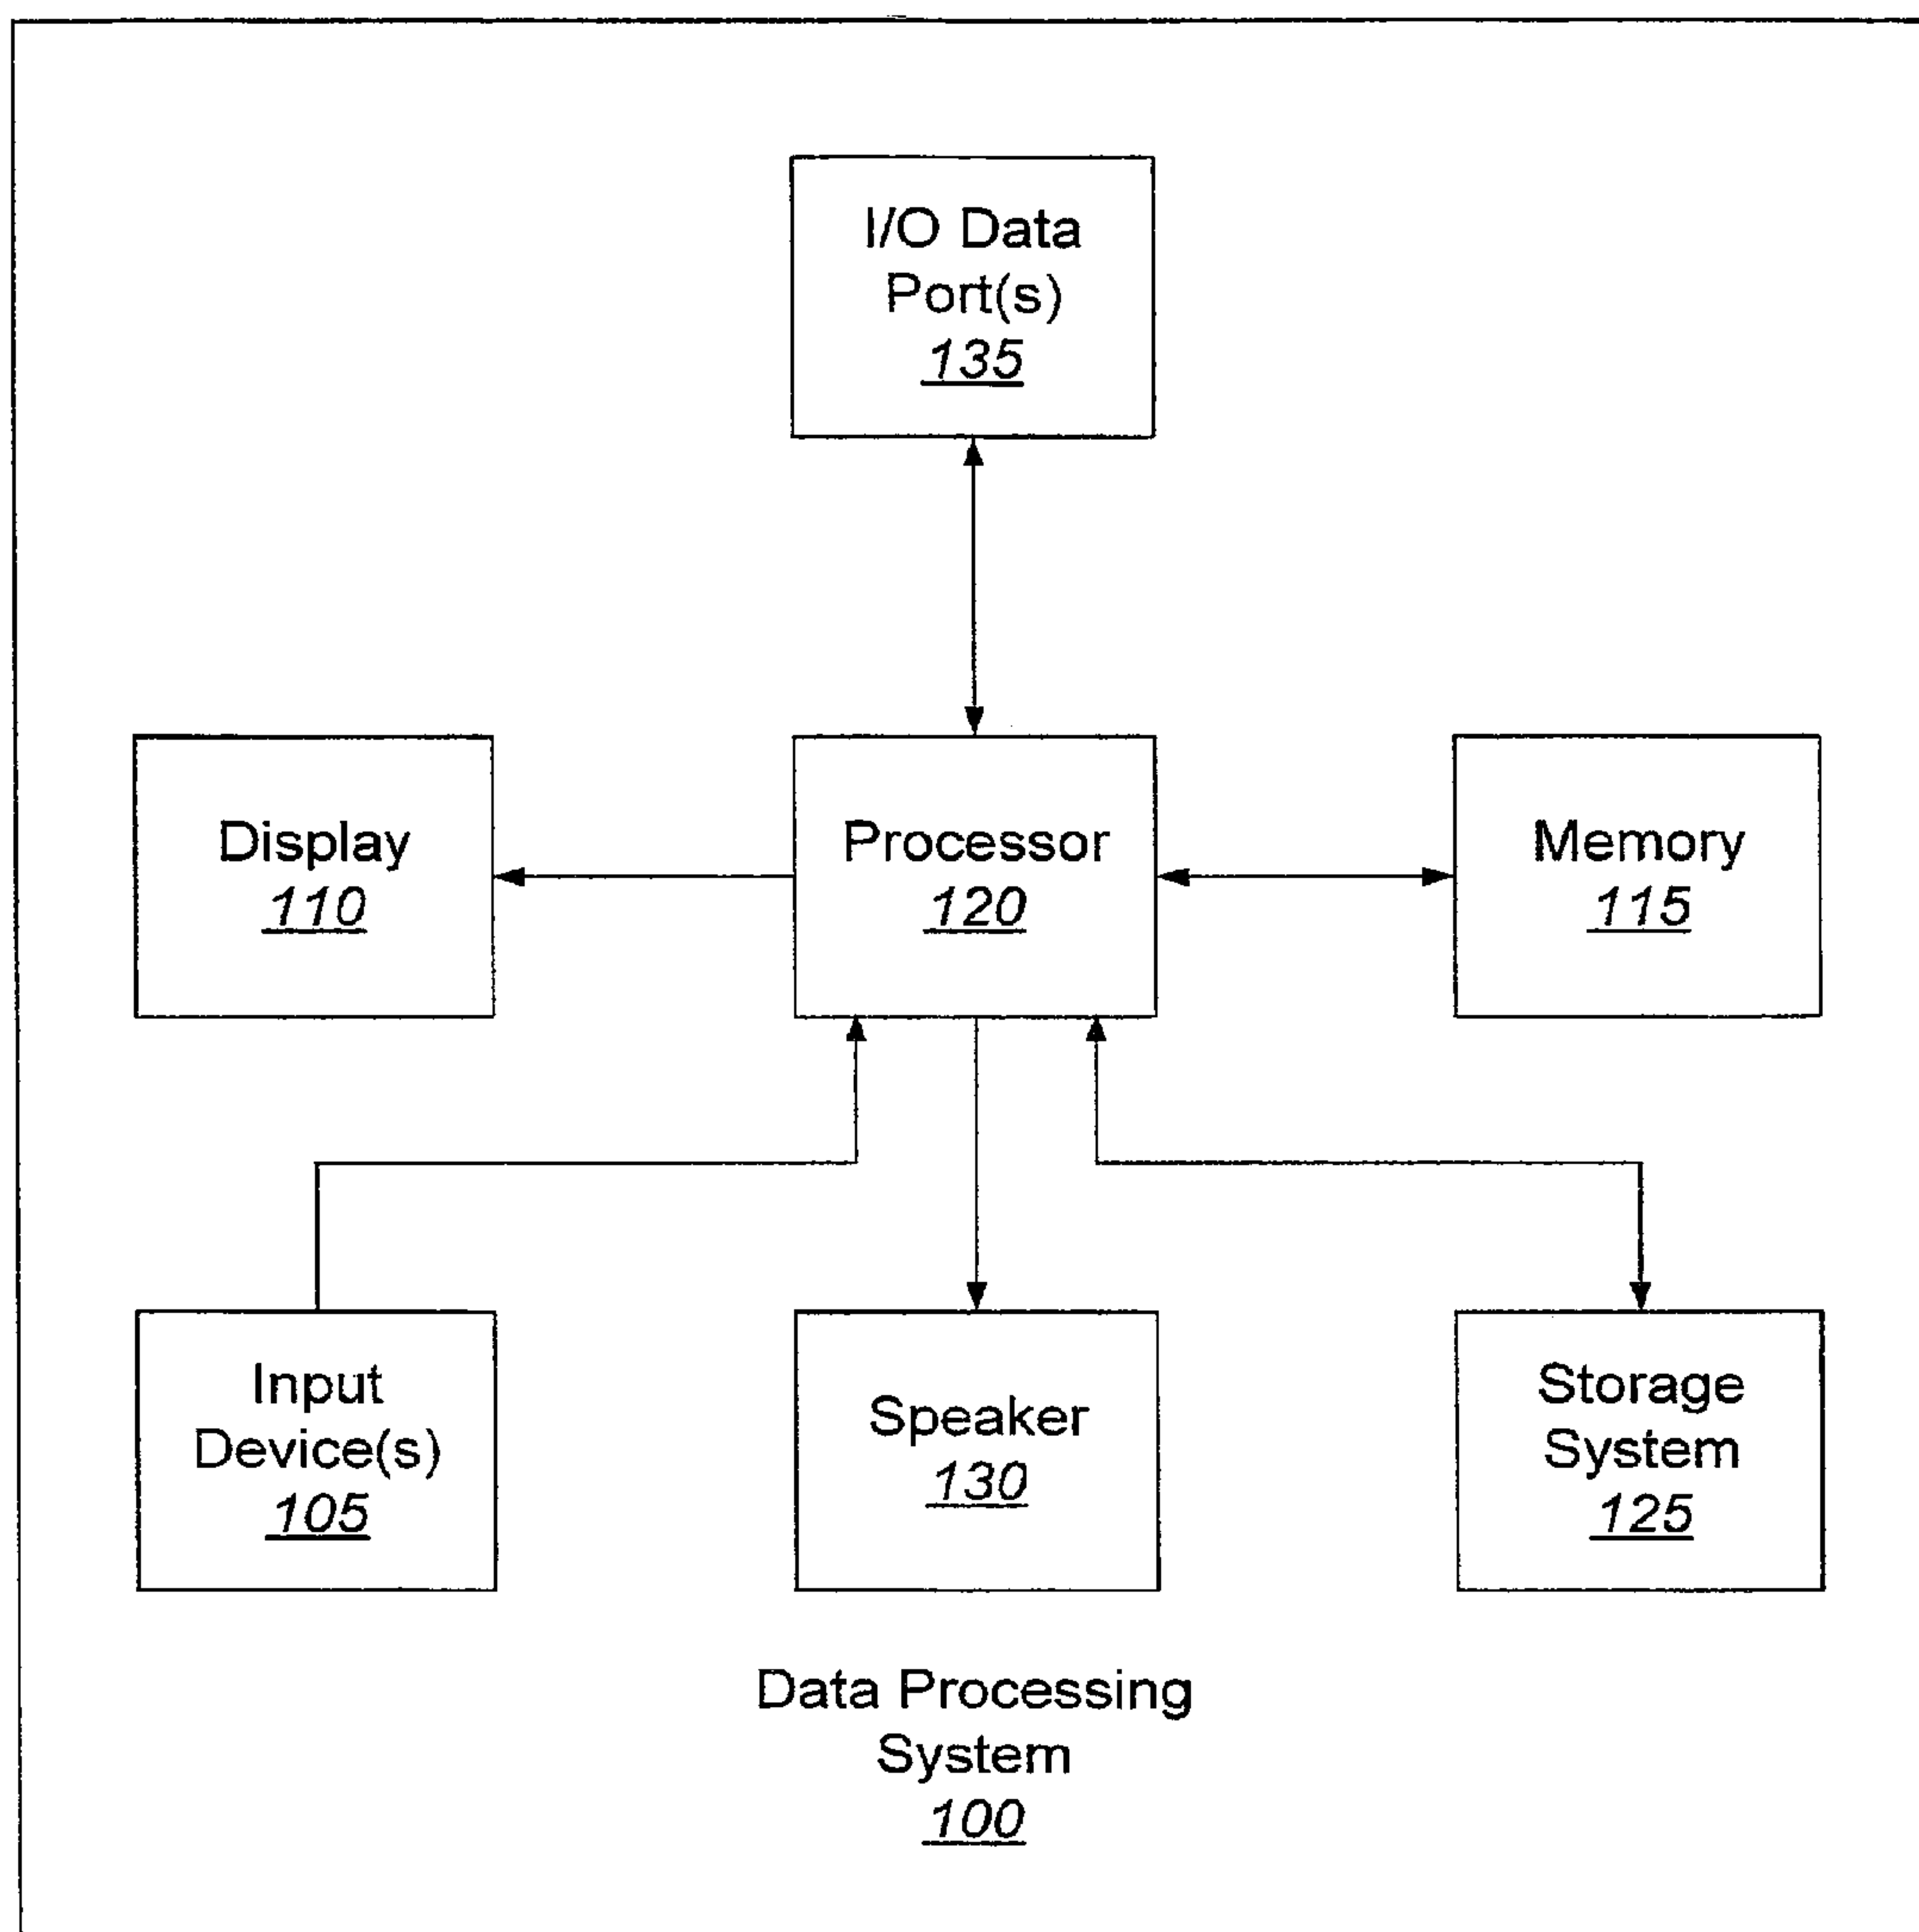 I/O Data
Port(s)
135
Display
110
Processor
120
Memory
115
Input
Device(s)
105
Speaker
130
Storage
System
125
Data Processing
System
100